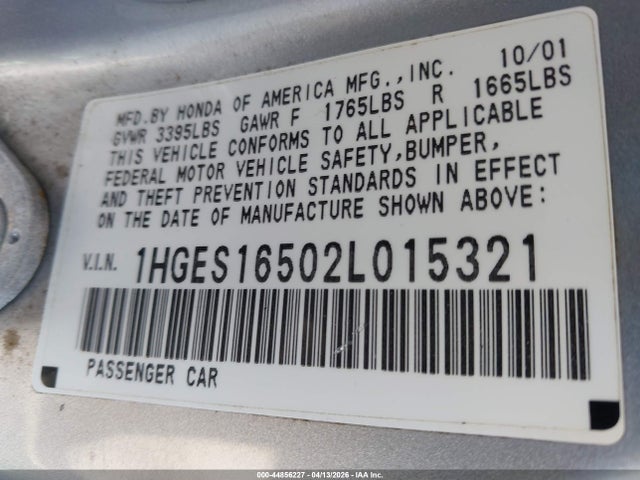 10/01
MFD.BY HONDA OF AMERICA MFG.,INC.
GVWR 3395LBS GAWR F 1765LBS R 1665LBS
THIS VEHICLE CONFORMS TO ALL APPLICABLE
FEDERAL MOTOR VEHICLE SAFETY,BUMPER,
AND THEFT PREVENTION STANDARDS IN EFFECT
ON THE DATE OF MANUFACTURE SHOWN ABOVE:
V.I.N. 1HGES16502L015321
PASSENGER CAR
000-44856227 - 04/13/2026 - IAA Inc.